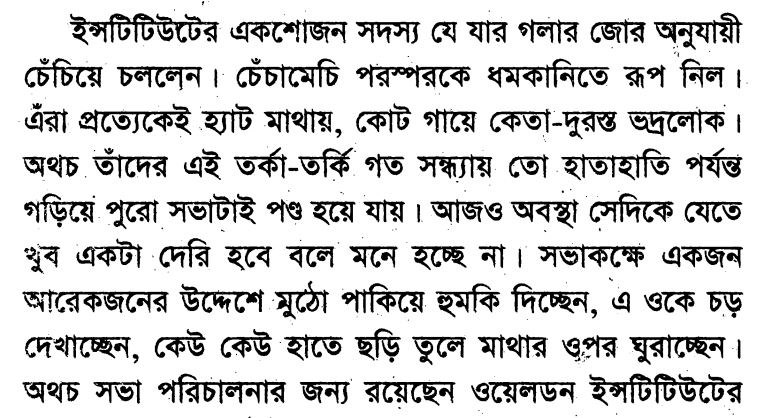 ইন্সটিটিউটের একশোজন সদস্য যে যার গলার জোর অনুযায়ী
চেঁচিয়ে চললেন। চেঁচামেচি পরস্পরকে ধমকানিতে রূপ নিল।
এঁরা প্রত্যেকেই হ্যাট মাথায়, কোট গায়ে কেতা-দুরস্ত ভদ্রলোক।
অথচ তাঁদের এই তর্কা-তর্কি গত সন্ধ্যায় তো হাতাহাতি পর্যন্ত
গড়িয়ে পুরো সভাটাই পণ্ড হয়ে যায়। আজও অবস্থা সেদিকে যেতে
খুব একটা দেরি হবে বলে মনে হচ্ছে না। সভাকক্ষে একজন
আরেকজনের উদ্দেশে মুঠো পাকিয়ে হুমকি দিচ্ছেন, এ ওকে চড়
দেখাচ্ছেন, কেউ কেউ হাতে ছড়ি তুলে মাথার ওপর ঘুরাচ্ছেন।
অথচ সভা পরিচালনার জন্য রয়েছেন ওয়েলডন ইন্সটিটিউটের